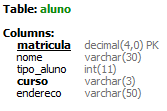 Table: aluno
Columns:
matricula decimal(4,0) PK
nome varchar(30)
tipo_aluno int(11)
curso varchar(3)
endereco varchar(50)